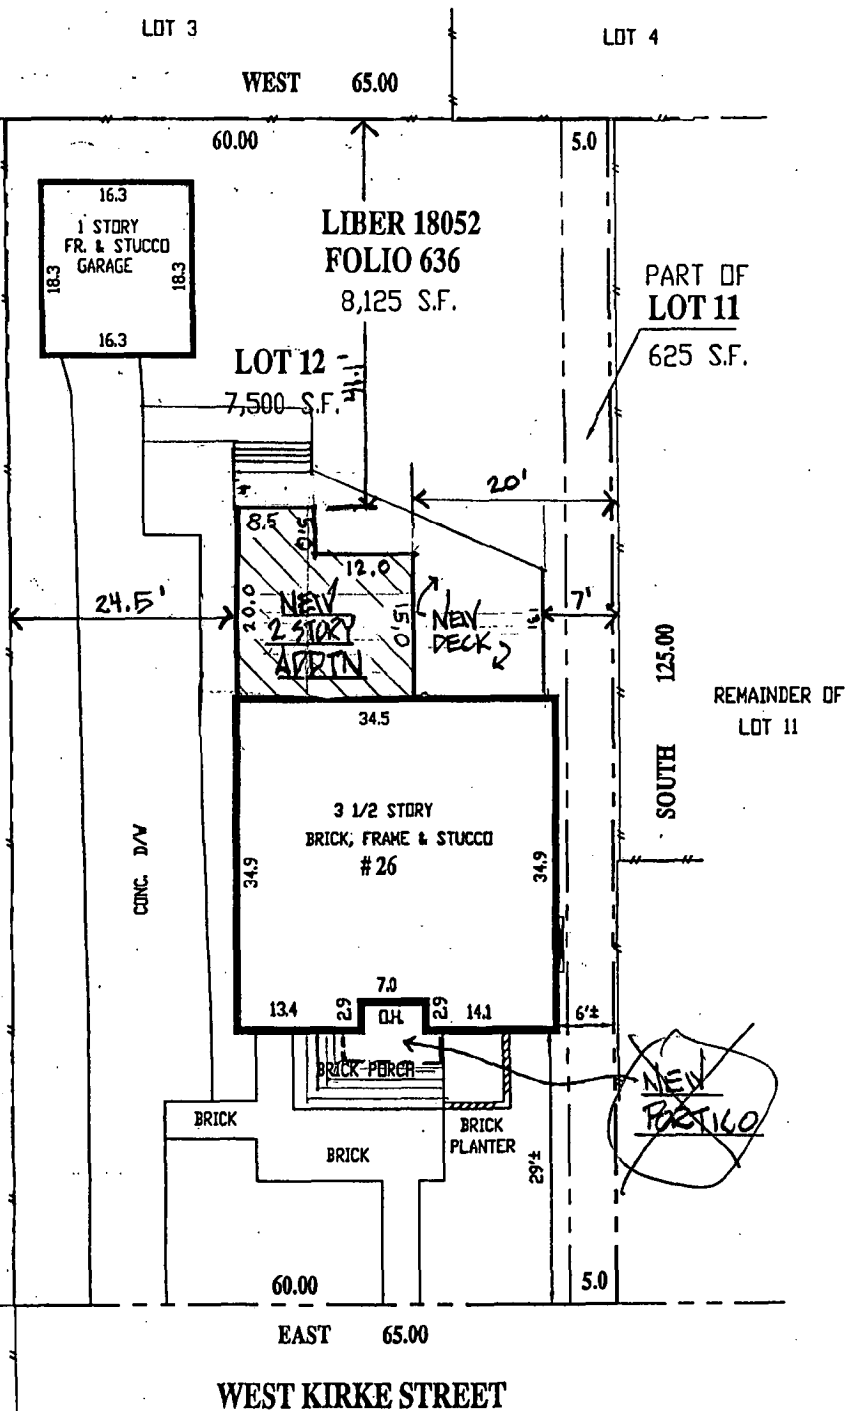 LOT 3
LOT 4
WEST 65.00
60.00
5.0
16.3
1 STORY
FR. & STUCCO
GARAGE
18.3
18.3
16.3
LIBER 18052
FOLIO 636
8,125 S.F.
PART OF
LOT 11
625 S.F.
LOT 12
7,500 S.F.
20'
8.5
5.0
12.0
24.5'
20.0
NEW
2 STORY
ADDTN
15.0
NEW
DECK
7'
SOUTH 125.00
REMAINDER OF
LOT 11
34.5
3 1/2 STORY
BRICK, FRAME & STUCCO
#26
34.9
34.9
CONC. D/W
7.0
13.4
2.9
O.H.
2.9
14.1
6'±
BRICK PORCH
NEW
PORTICO
BRICK
BRICK
PLANTER
BRICK
29'±
60.00
5.0
EAST 65.00
WEST KIRKE STREET